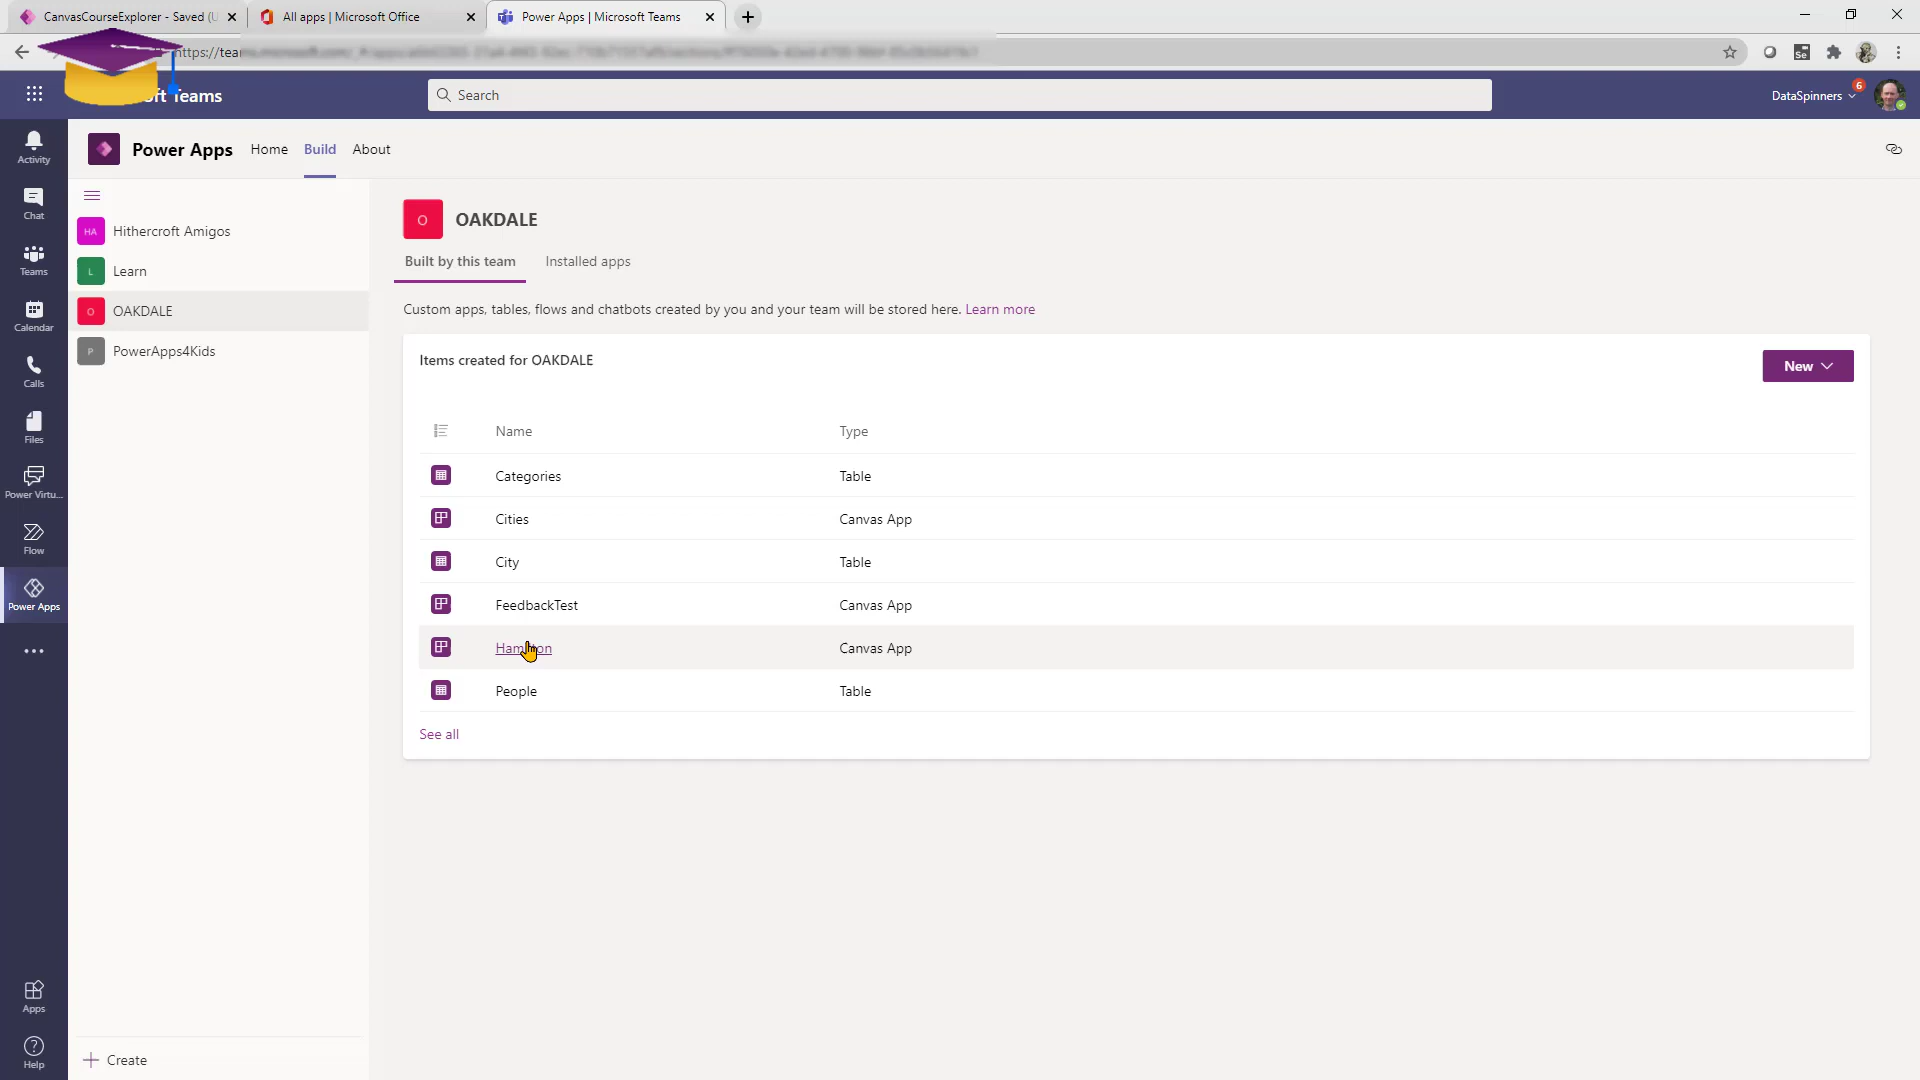 CanvasCourseExplorer - Saved (U
All apps | Microsoft Office
Power Apps | Microsoft Teams
https://tea
Se
oft Teams
Search
DataSpinners
6
Activity
Chat
Teams
Calendar
Calls
Files
Power Virtu...
Flow
Power Apps
Apps
Help
Power Apps
Home
Build
About
HA
Hithercroft Amigos
L
Learn
O
OAKDALE
P
PowerApps4Kids
Create
O
OAKDALE
Built by this team
Installed apps
Custom apps, tables, flows and chatbots created by you and your team will be stored here. Learn more
Items created for OAKDALE
New
Name
Type
Categories
Table
Cities
Canvas App
City
Table
FeedbackTest
Canvas App
Canvas App
People
Table
See all